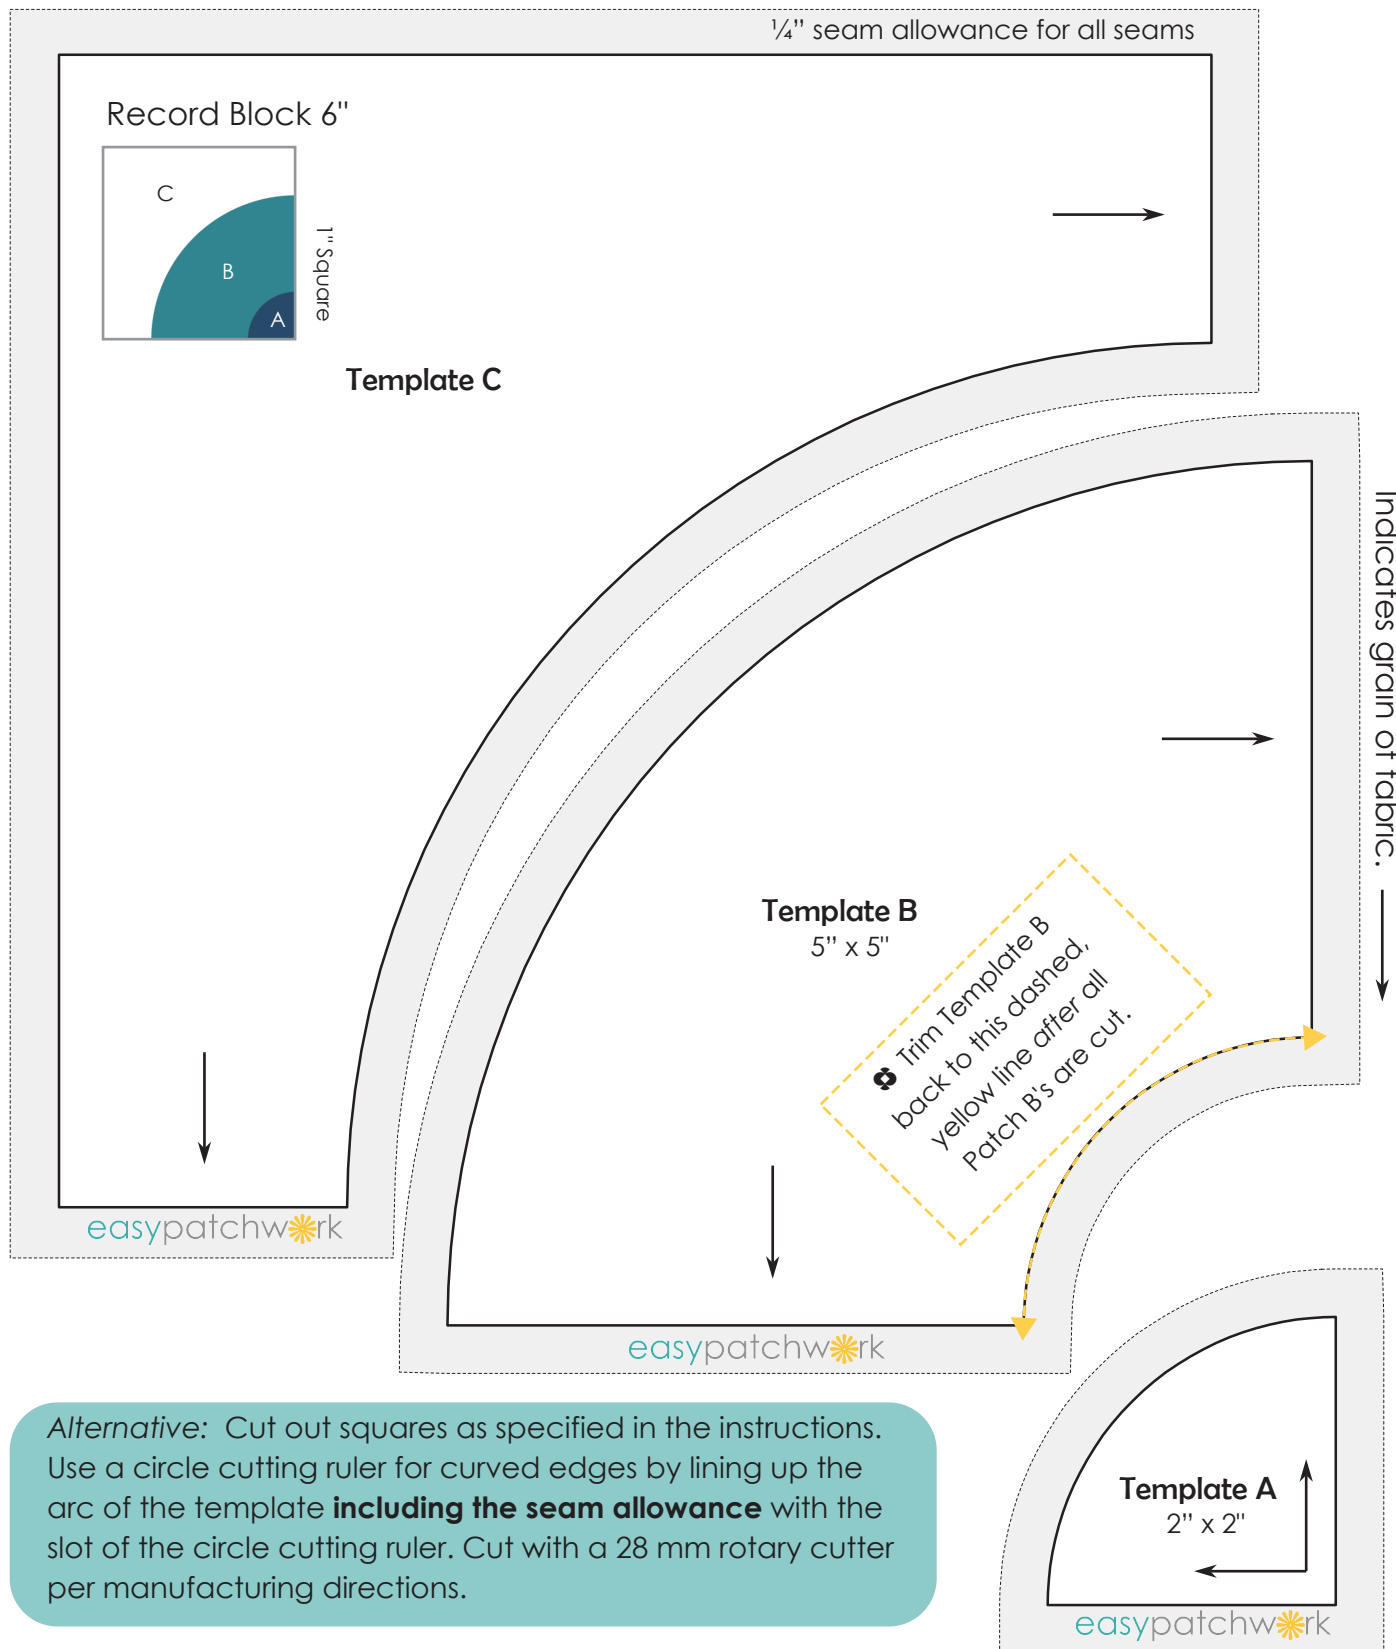 ¼” seam allowance for all seams
Record Block 6"
C
B
A
1" Square
Template C
Indicates grain of fabric.
Template B
5” x 5"
Trim Template B
back to this dashed,
yellow line after all
Patch B's are cut.
easypatchwork
easypatchwork
Alternative: Cut out squares as specified in the instructions.
Use a circle cutting ruler for curved edges by lining up the
arc of the template including the seam allowance with the
slot of the circle cutting ruler. Cut with a 28 mm rotary cutter
per manufacturing directions.
Template A
2” x 2"
easypatchwork